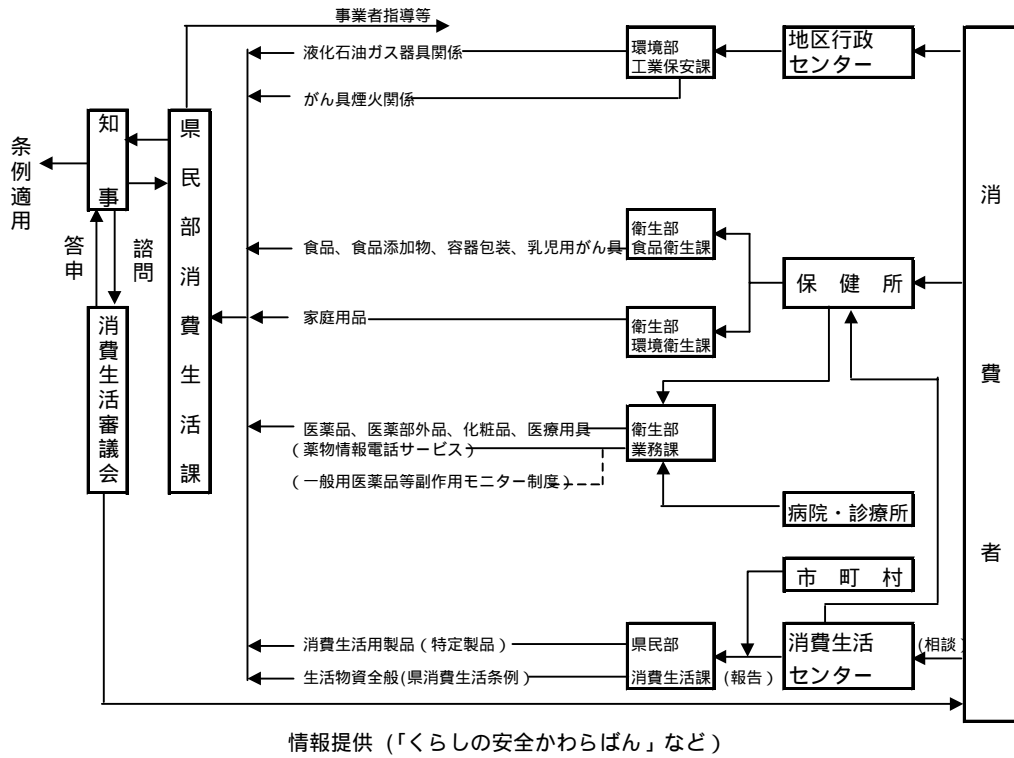 事業者指導等
液化石油ガス器具関係
がん具煙火関係
環境部
工業保安課
地区行政
センター
条例適用
知事
県民部消費生活課
答申
諮問
消費生活審議会
食品、食品添加物、容器包装、乳児用がん具
衛生部
食品衛生課
家庭用品
衛生部
環境衛生課
保健所
消費者
医薬品、医薬部外品、化粧品、医療用具
(薬物情報電話サービス)
(一般用医薬品等副作用モニター制度)
衛生部
業務課
病院・診療所
市町村
消費生活用製品(特定製品)
生活物資全般(県消費生活条例)
県民部
消費生活課
(報告)
消費生活
センター
(相談)
情報提供 (「くらしの安全かわらばん」など)